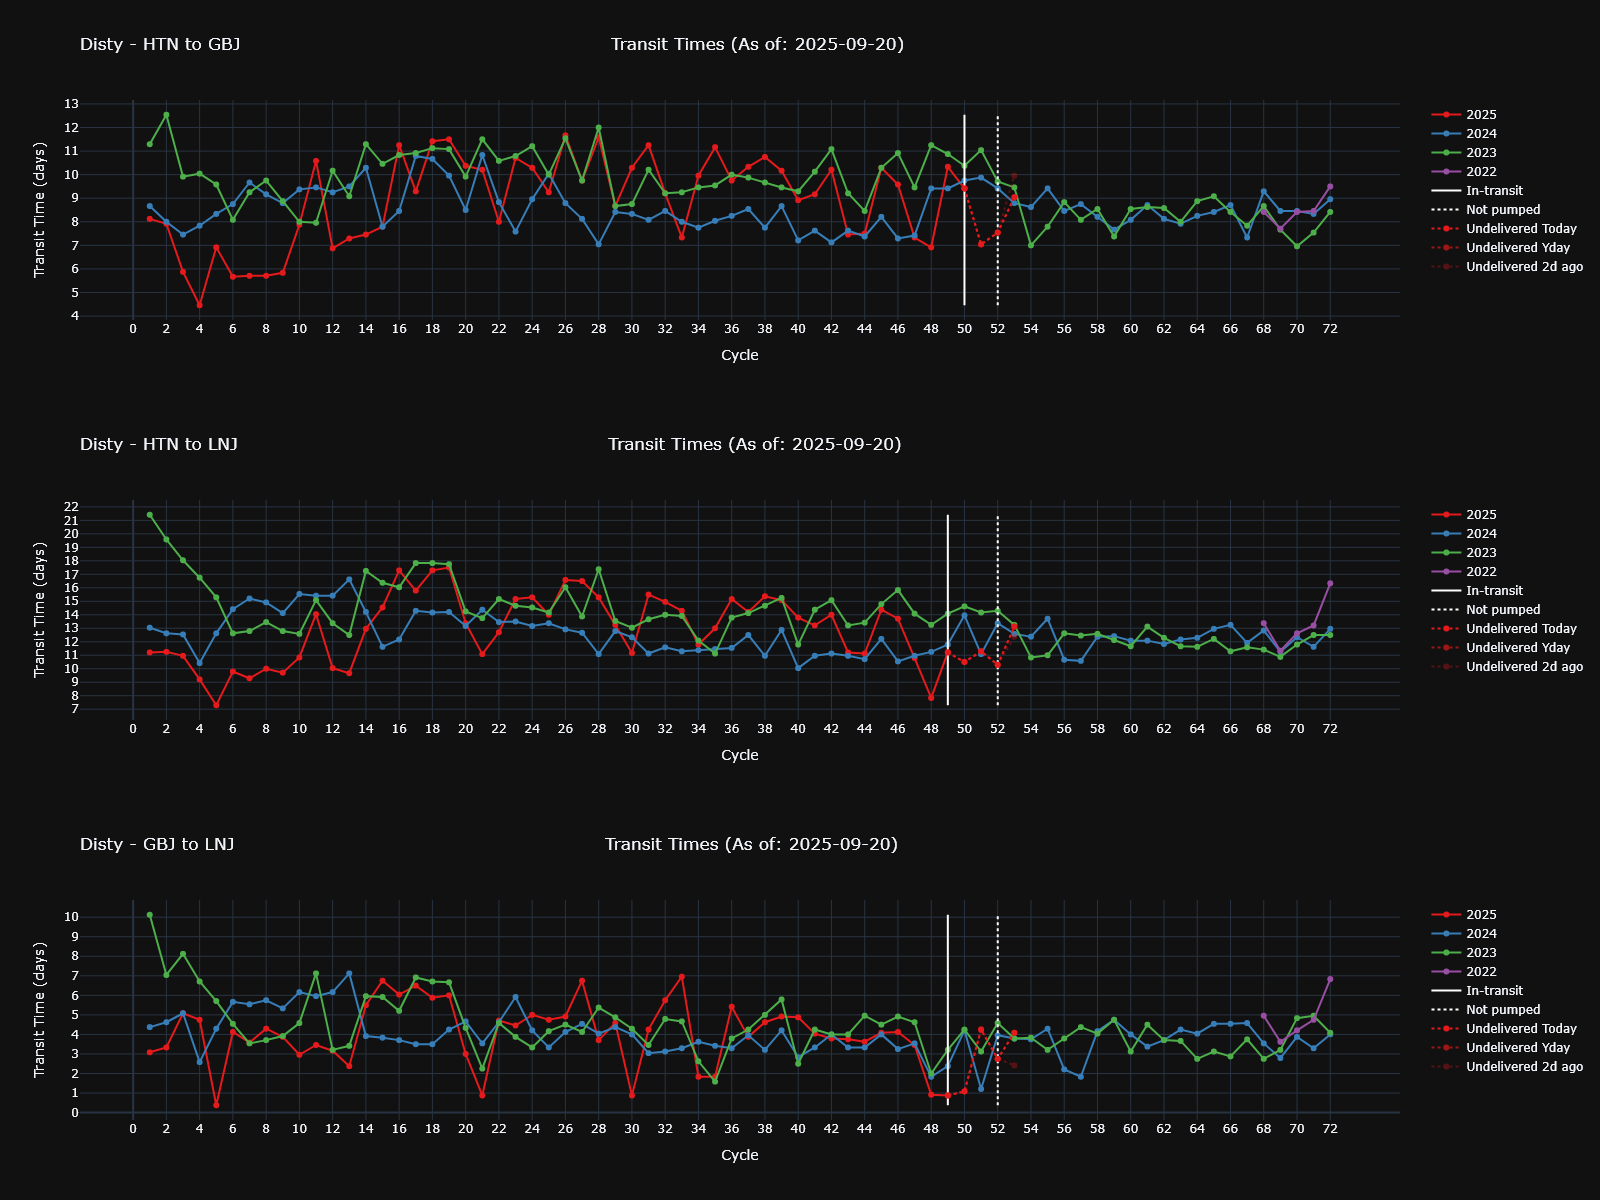 Disty - HTN to GBJ
Transit Times (As of: 2025-09-20)
Transit Time (days)
13
12
11
10
9
8
7
6
5
4
0 2 4 6 8 10 12 14 16 18 20 22 24 26 28 30 32 34 36 38 40 42 44 46 48 50 52 54 56 58 60 62 64 66 68 70 72
Cycle
2025
2024
2023
2022
In-transit
Not pumped
Undelivered Today
Undelivered Yday
Undelivered 2d ago
Disty - HTN to LNJ
Transit Times (As of: 2025-09-20)
Transit Time (days)
22
21
20
19
18
17
16
15
14
13
12
11
10
9
8
7
0 2 4 6 8 10 12 14 16 18 20 22 24 26 28 30 32 34 36 38 40 42 44 46 48 50 52 54 56 58 60 62 64 66 68 70 72
Cycle
2025
2024
2023
2022
In-transit
Not pumped
Undelivered Today
Undelivered Yday
Undelivered 2d ago
Disty - GBJ to LNJ
Transit Times (As of: 2025-09-20)
Transit Time (days)
10
9
8
7
6
5
4
3
2
1
0
0 2 4 6 8 10 12 14 16 18 20 22 24 26 28 30 32 34 36 38 40 42 44 46 48 50 52 54 56 58 60 62 64 66 68 70 72
Cycle
2025
2024
2023
2022
In-transit
Not pumped
Undelivered Today
Undelivered Yday
Undelivered 2d ago